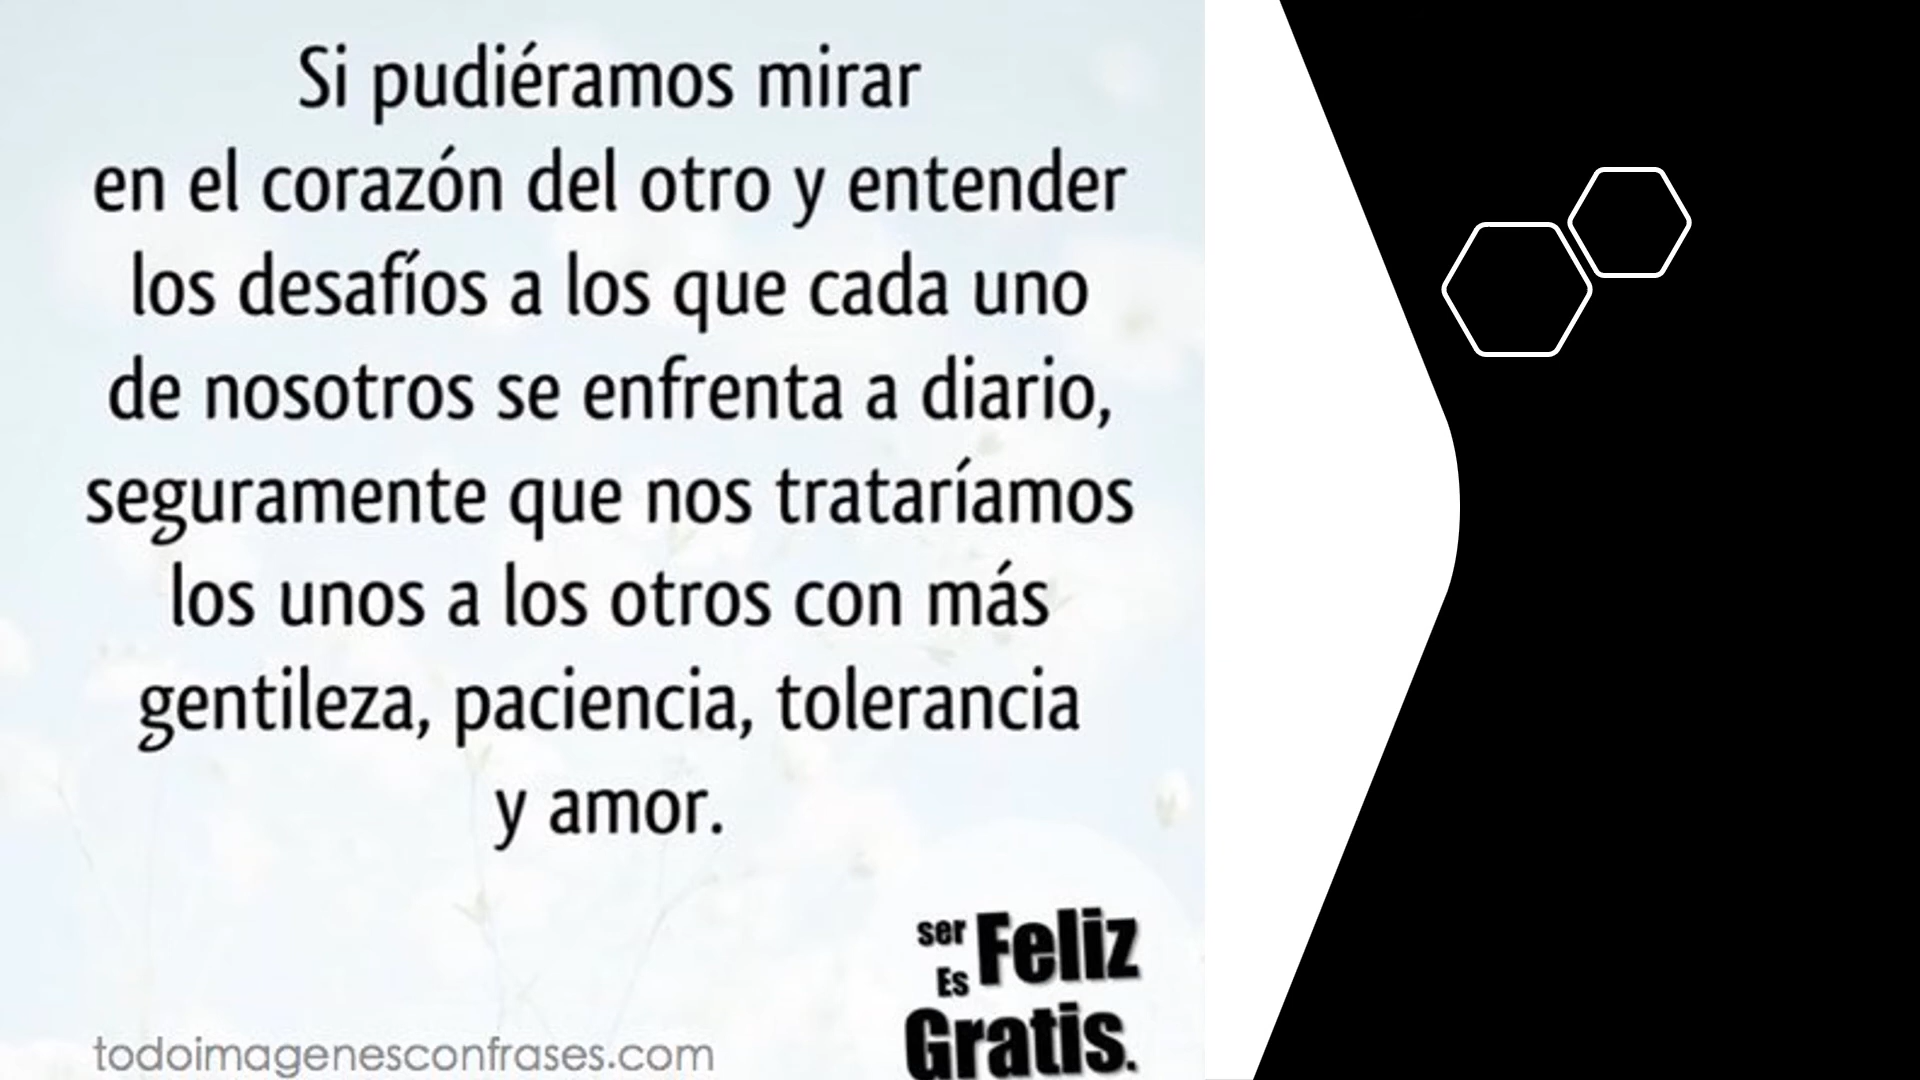 Si pudiéramos mirar
en el corazón del otro y entender
los desafíos a los que cada uno
de nosotros se enfrenta a diario,
seguramente que nos trataríamos
los unos a los otros con más
gentileza, paciencia, tolerancia
y amor.
ser Feliz
Es
Gratis.
todoimagenesconfrases.com